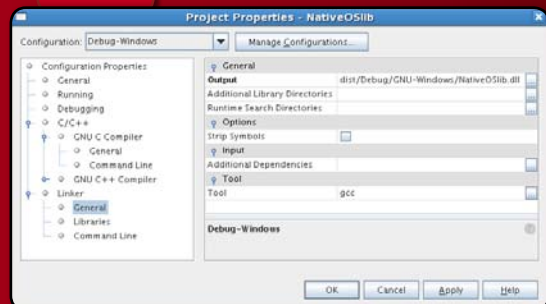 Project Properties - NativeOSlib
Configuration: Debug-Windows Manage Configurations...
Configuration Properties
General
Running
Debugging
C/C++
GNU C Compiler
General
Command Line
GNU C++ Compiler
Linker
General
Libraries
Command Line
General
Output dist/Debug/GNU-Windows/NativeOSlib.dll ...
Additional Library Directories ...
Runtime Search Directories ...
Options
Strip Symbols
Input
Additional Dependencies ...
Tool
Tool gcc ...
Debug-Windows
OK Cancel Apply Help